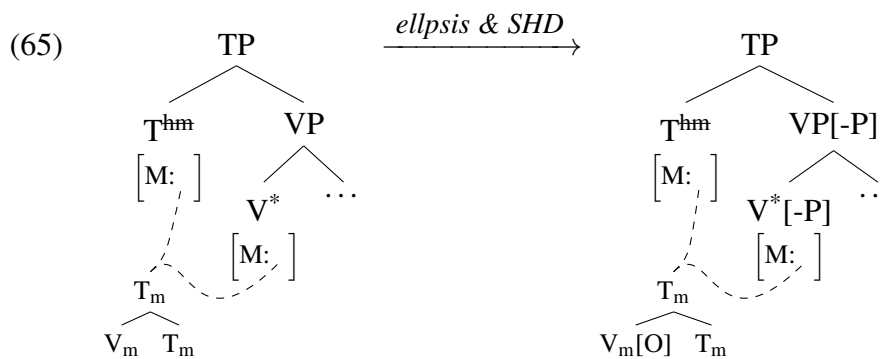 (65) TP ellpsis & SHD TP
T^hm VP T^hm VP[-P]
[M: ] V* … [M: ] V*[-P] ..
[M: ] [M: ]
T_m T_m
V_m T_m V_m[O] T_m